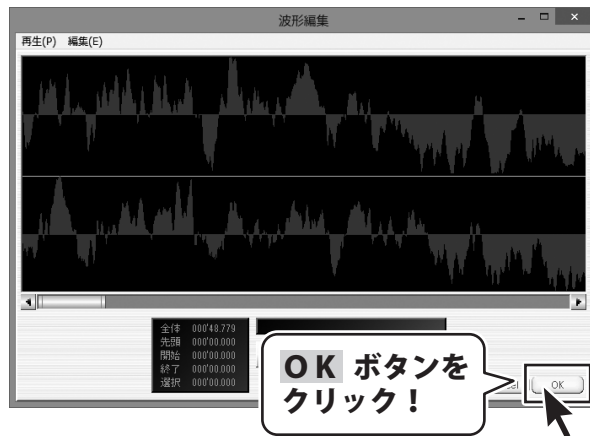 波形編集
再生(P) 編集(E)
全体 000'48.779
先頭 000'00.000
開始 000'00.000
終了 000'00.000
選択 000'00.000
OK ボタンを
クリック！
OK